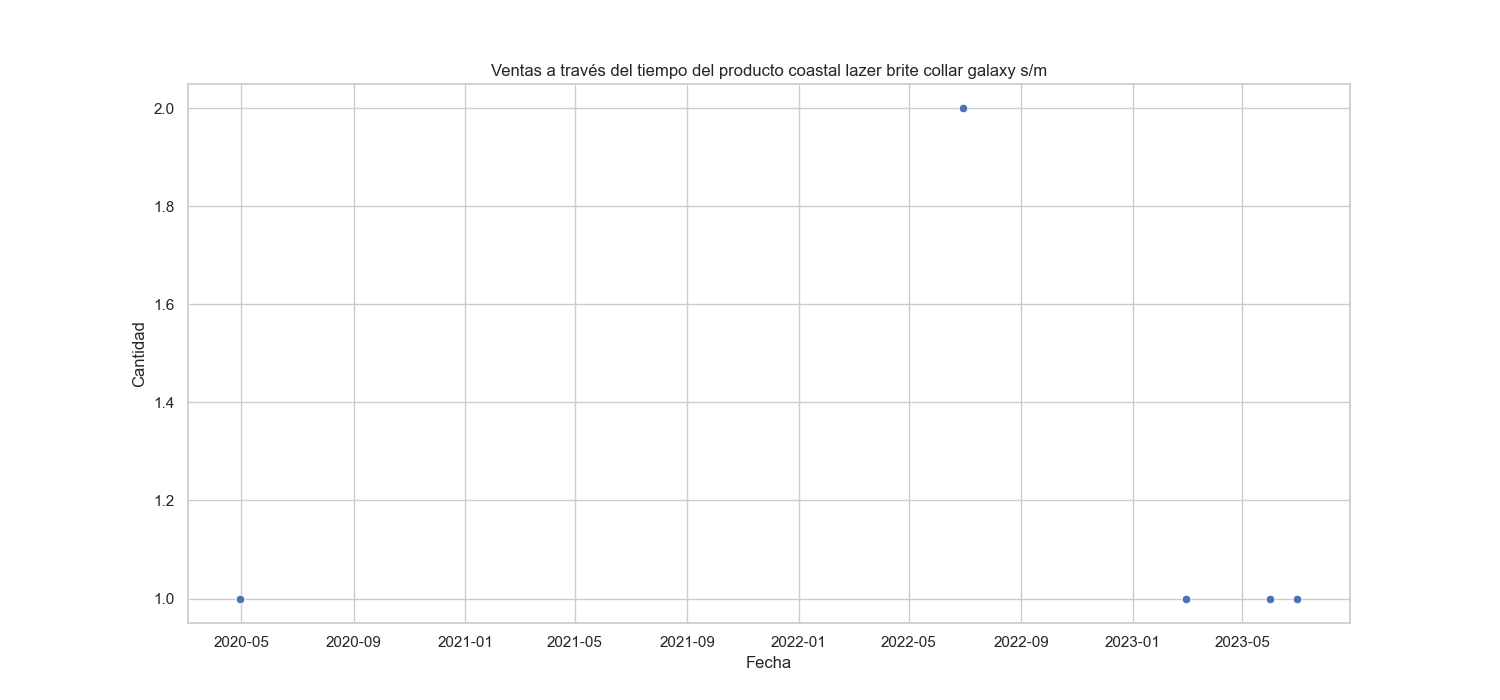 Ventas a través del tiempo del producto coastal lazer brite collar galaxy s/m
2.0
1.8
1.6
1.4
1.2
1.0
Cantidad
2020-05 2020-09 2021-01 2021-05 2021-09 2022-01 2022-05 2022-09 2023-01 2023-05
Fecha